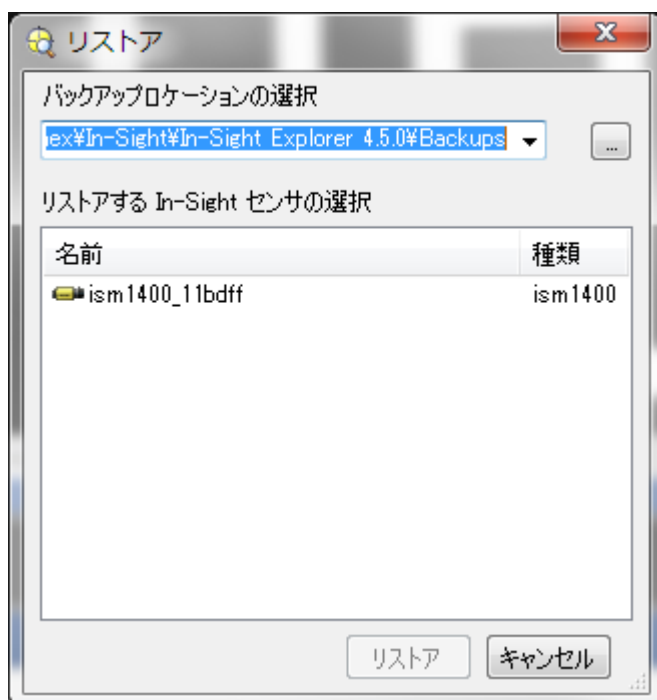 リストア
バックアップロケーションの選択
ex¥In-Sight¥In-Sight Explorer 4.5.0¥Backups
...
リストアする In-Sight センサの選択
名前 種類
ism1400_11bdff ism1400
リストア キャンセル